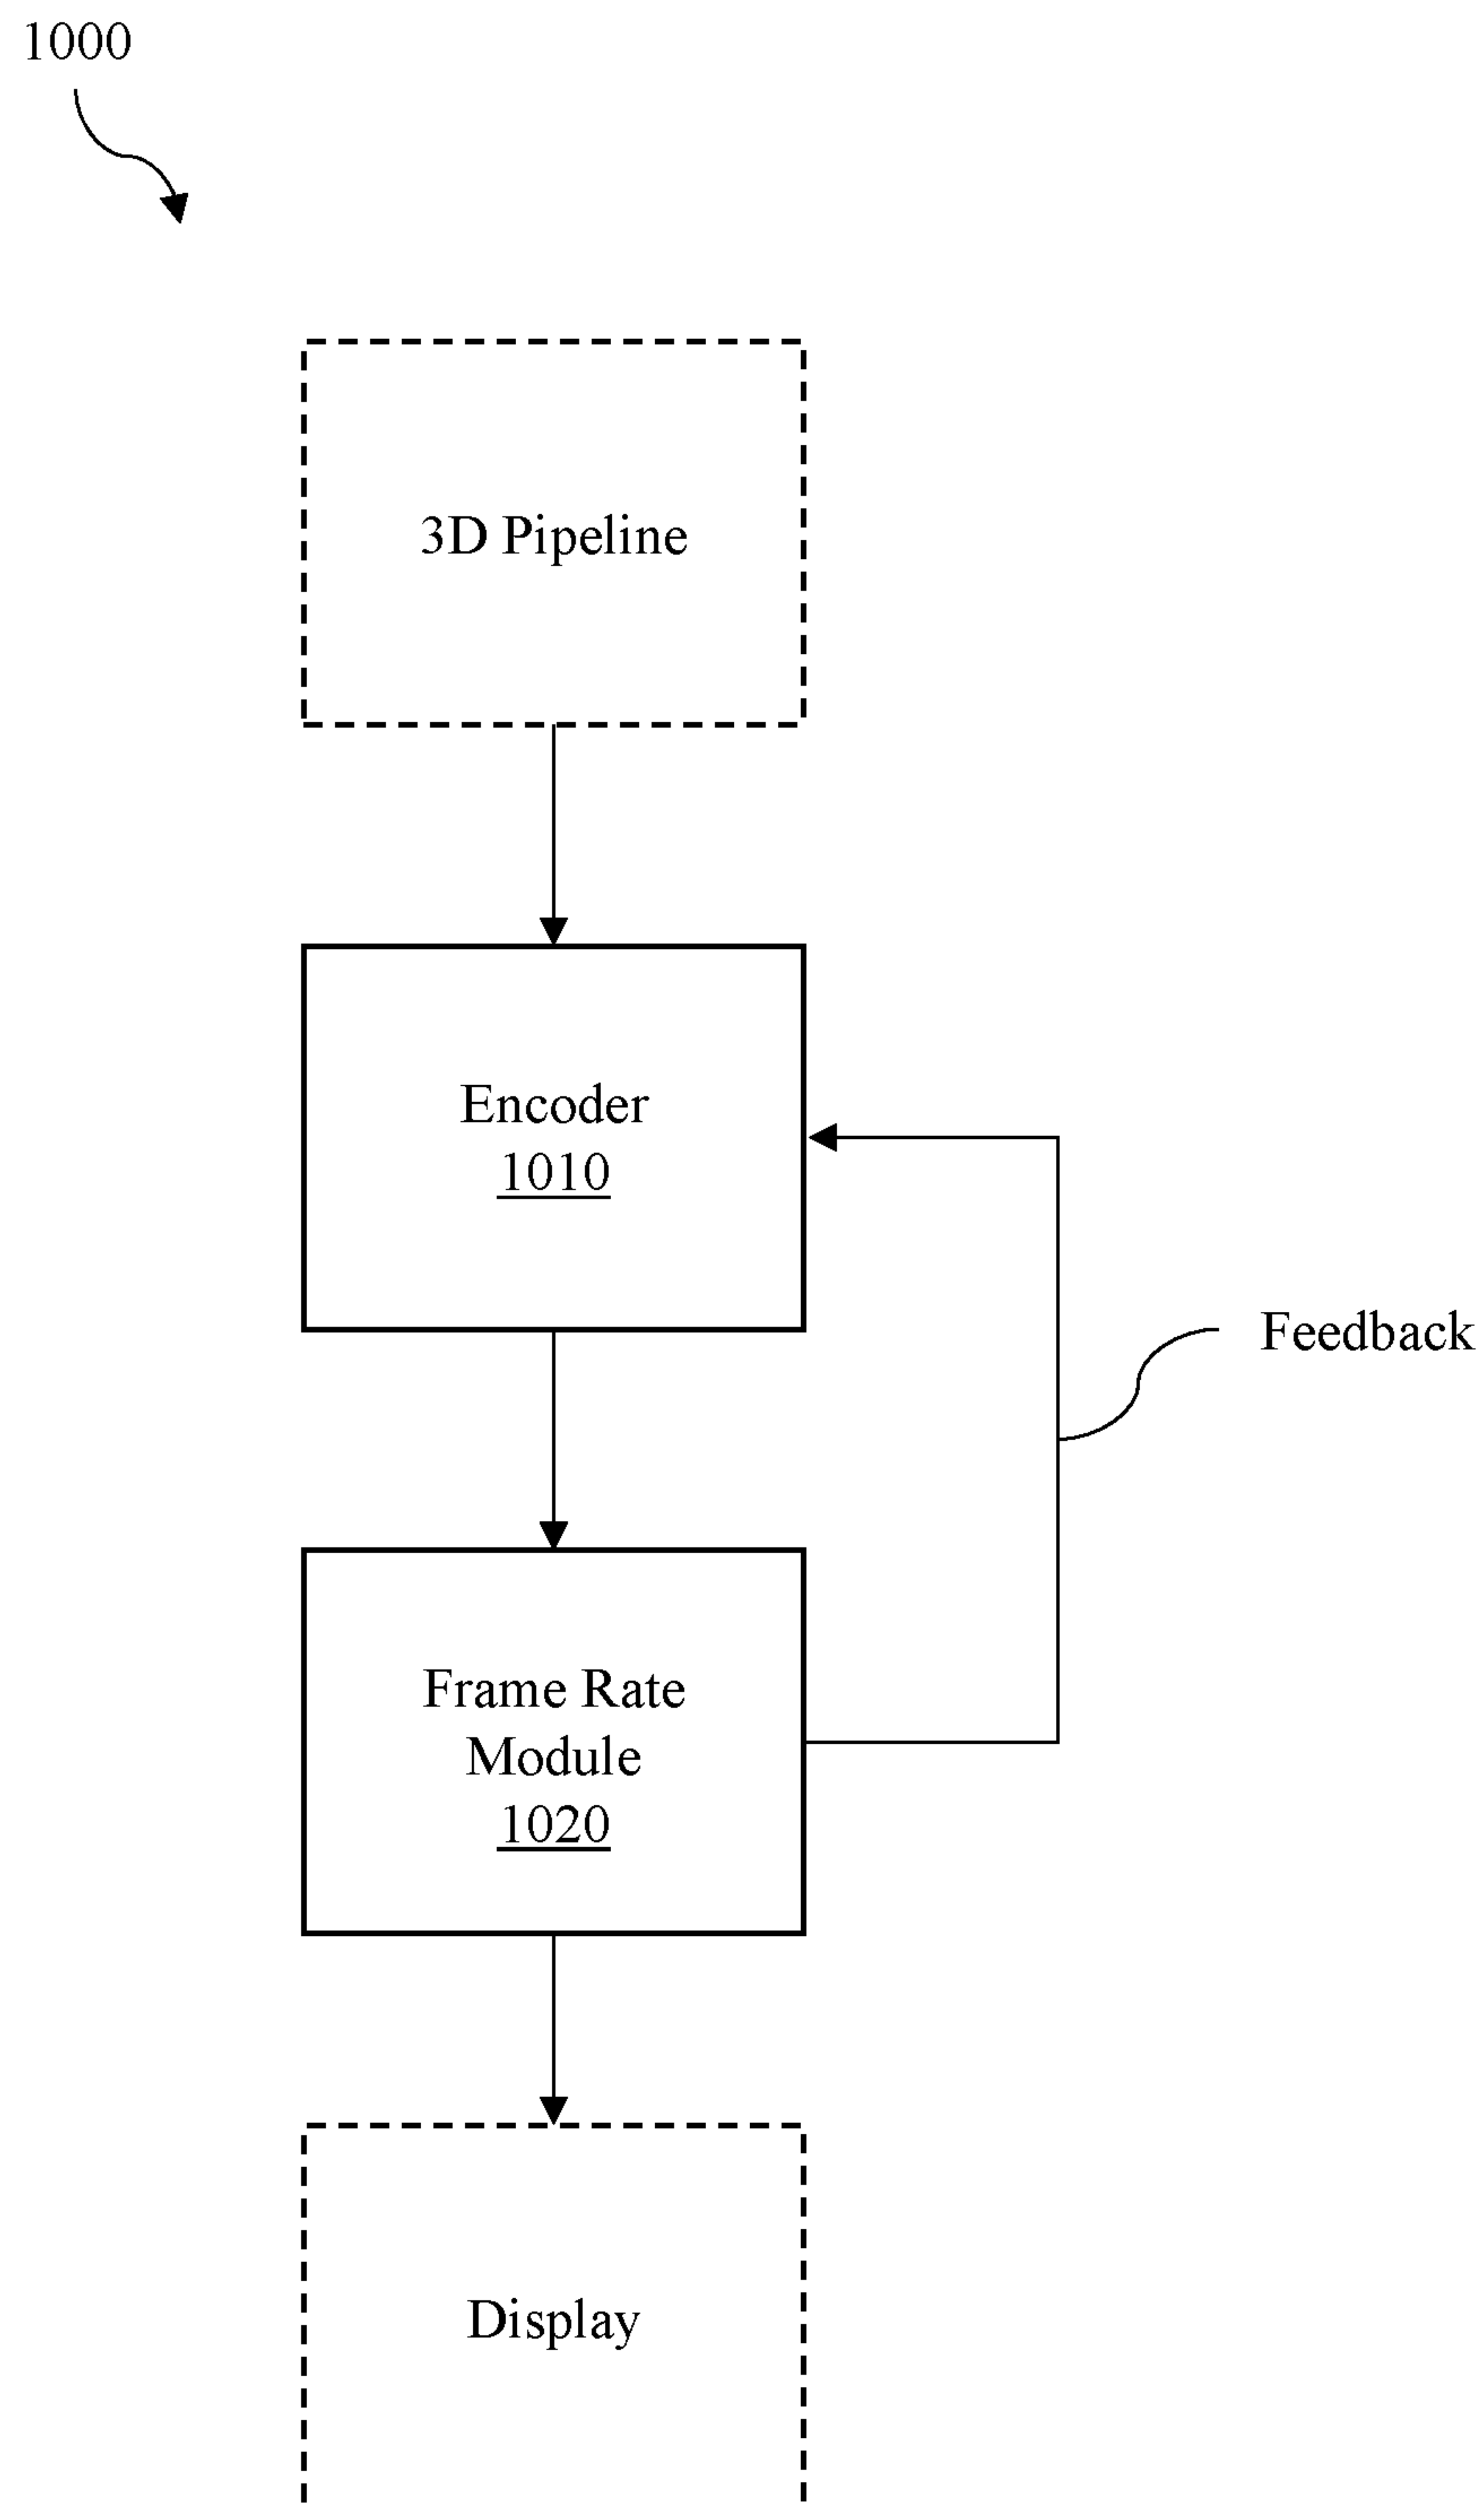 1000
3D Pipeline
Encoder
1010
Feedback
Frame Rate
Module
1020
Display